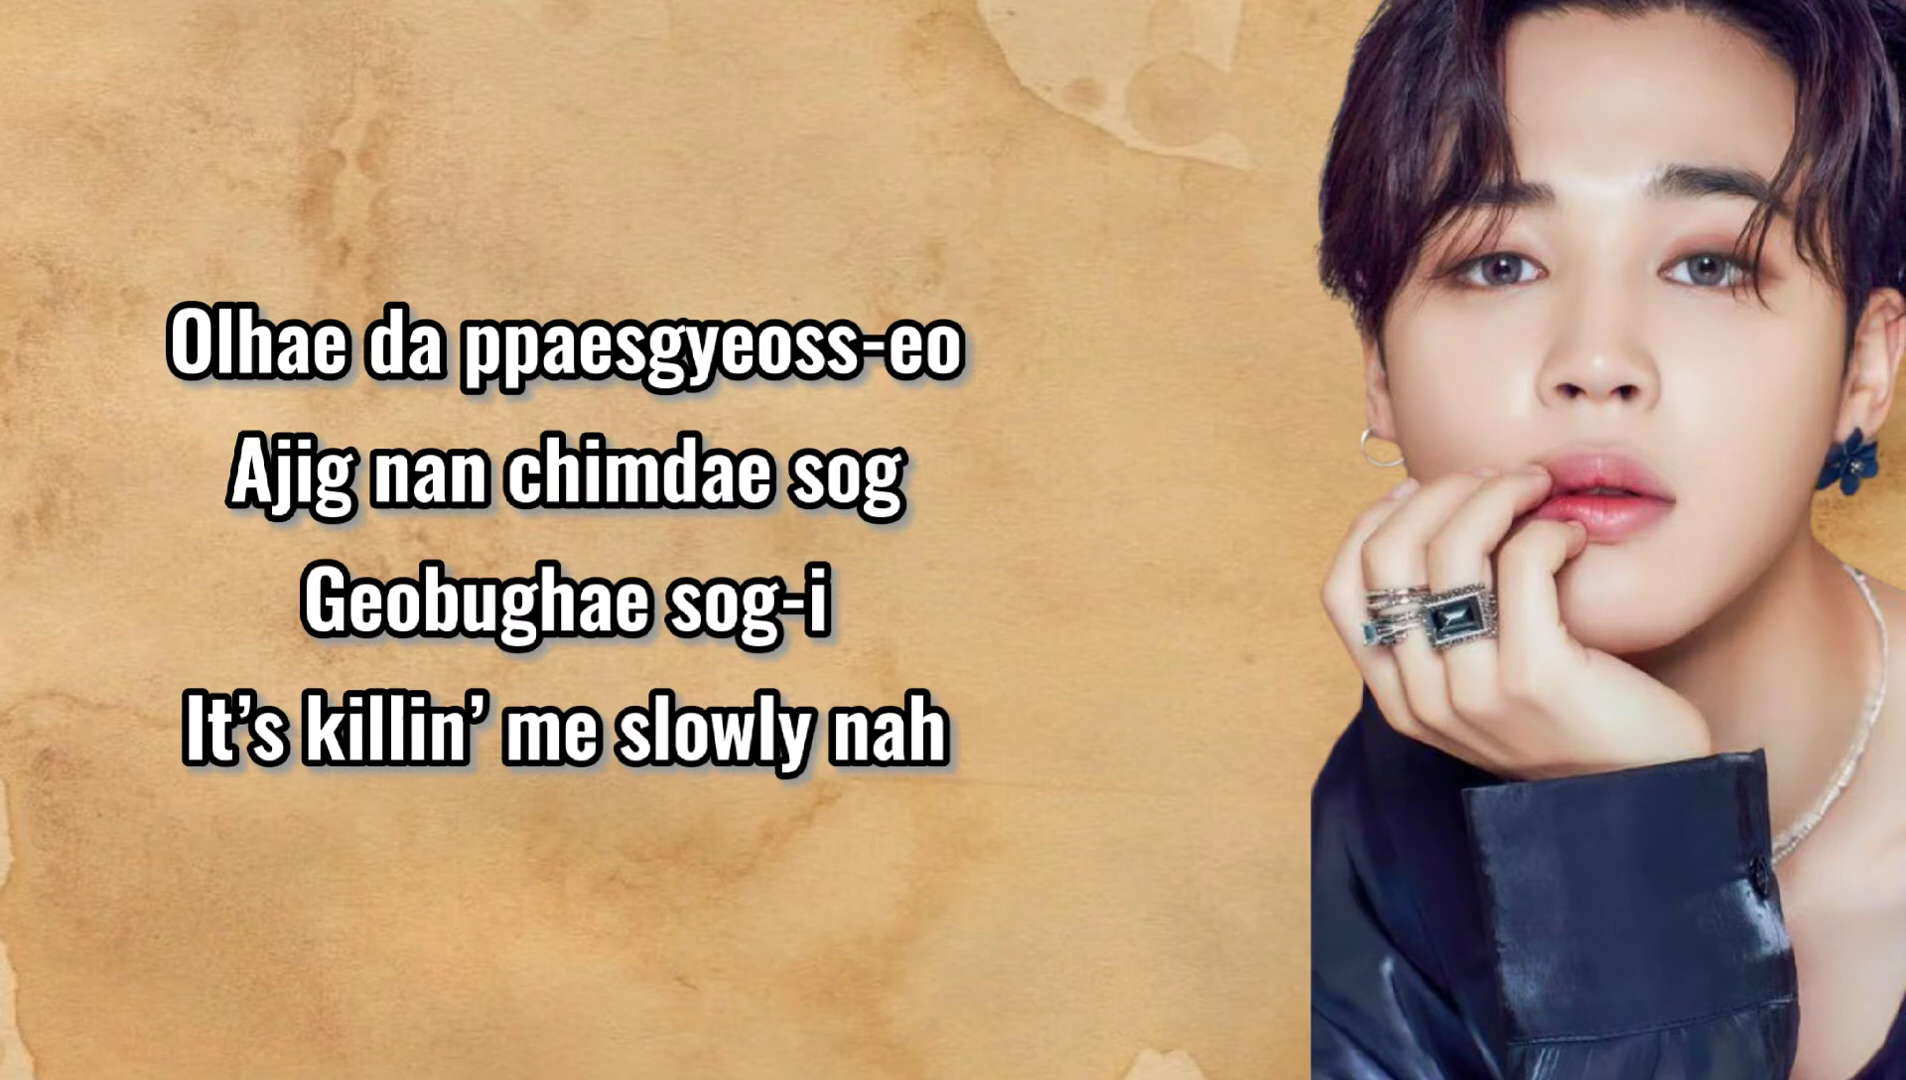 Olhae da ppaesgyeoss-eo
Ajig nan chimdae sog
Geobughae sog-i
It’s killin’ me slowly nah